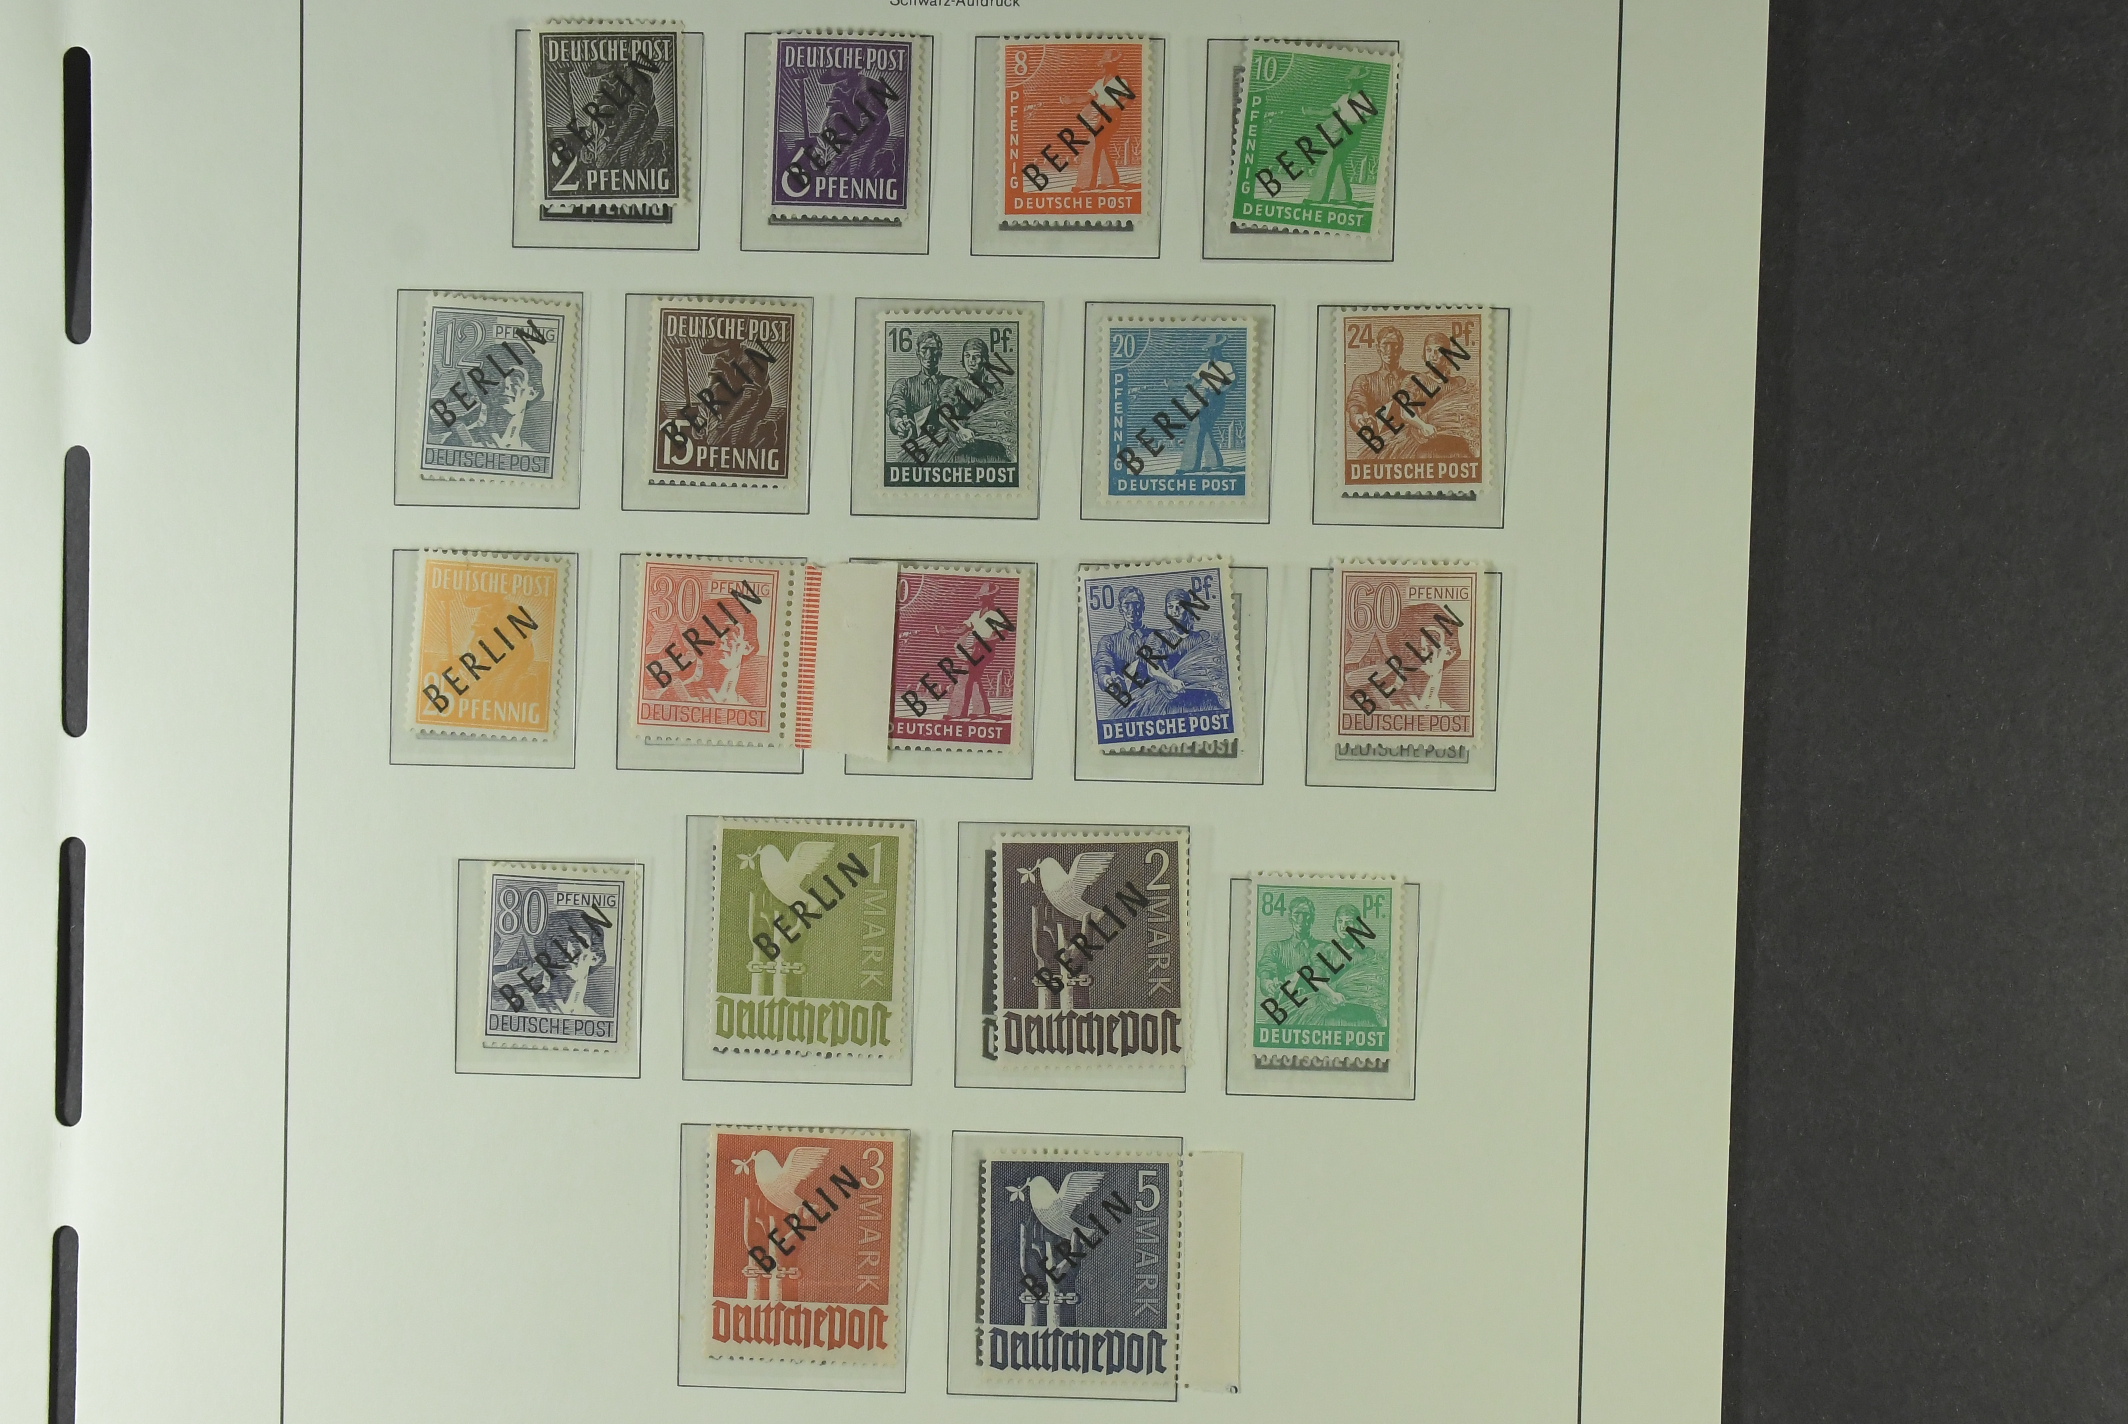 Schwarz-Aufdruck
DEUTSCHE POST
BERLIN
2 PFENNIG
DEUTSCHE POST
BERLIN
6 PFENNIG
8
PFENNIG
BERLIN
DEUTSCHE POST
10
PFENNIG
BERLIN
DEUTSCHE POST
12 PFENNIG
BERLIN
DEUTSCHE POST
DEUTSCHE POST
BERLIN
15 PFENNIG
16 Pf.
BERLIN
DEUTSCHE POST
20
PFENNIG
BERLIN
DEUTSCHE POST
24 Pf.
BERLIN
DEUTSCHE POST
DEUTSCHE POST
BERLIN
25 PFENNIG
30 PFENNIG
BERLIN
DEUTSCHE POST
0
BERLIN
DEUTSCHE POST
50 Pf.
BERLIN
DEUTSCHE POST
60 PFENNIG
BERLIN
DEUTSCHE POST
80 PFENNIG
BERLIN
DEUTSCHE POST
1 MARK
BERLIN
Deutsche Post
2 MARK
BERLIN
Deutsche Post
84 Pf.
BERLIN
DEUTSCHE POST
3 MARK
BERLIN
Deutsche Post
5 MARK
BERLIN
Deutsche Post